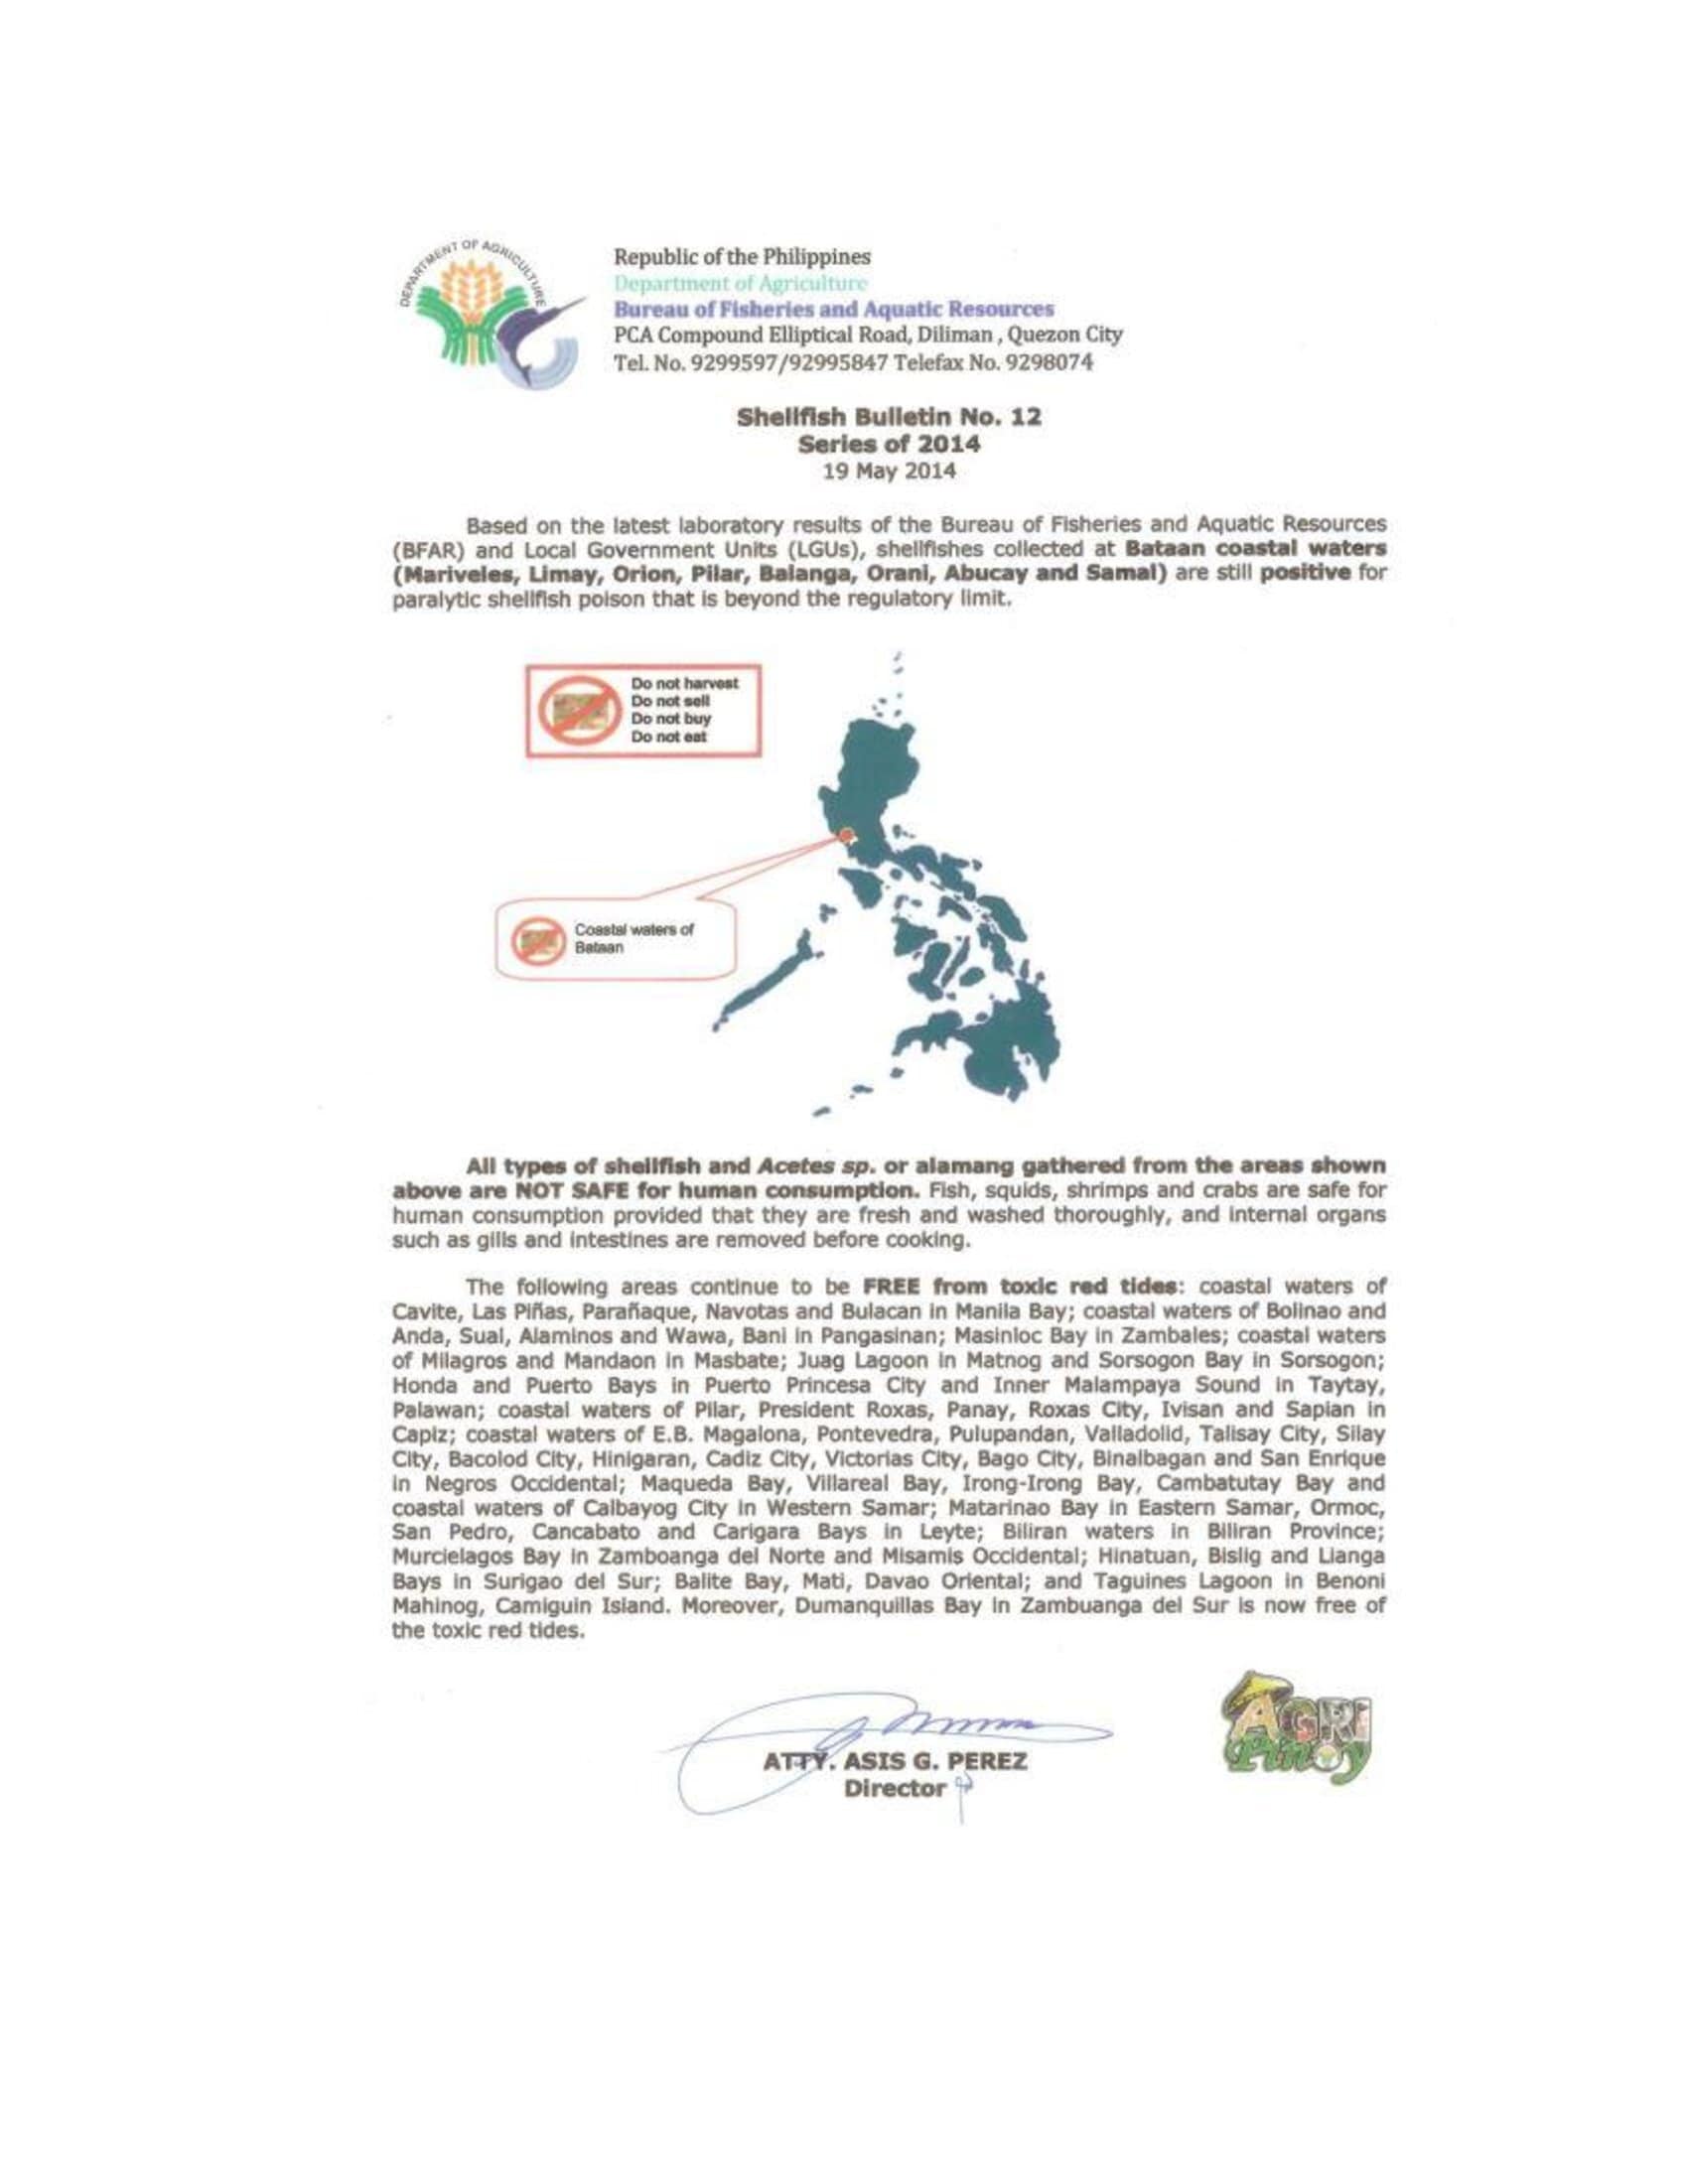 DEPARTMENT OF AGRICULTURE
Republic of the Philippines
Department of Agriculture
Bureau of Fisheries and Aquatic Resources
PCA Compound Elliptical Road, Diliman , Quezon City
Tel. No. 9299597/92995847 Telefax No. 9298074
Shellfish Bulletin No. 12
Series of 2014
19 May 2014
Based on the latest laboratory results of the Bureau of Fisheries and Aquatic Resources
(BFAR) and Local Government Units (LGUs), shellfishes collected at Bataan coastal waters
(Mariveles, Limay, Orion, Pilar, Balanga, Orani, Abucay and Samal) are still positive for
paralytic shellfish poison that is beyond the regulatory limit.
Do not harvest
Do not sell
Do not buy
Do not eat
Coastal waters of
Bataan
All types of shellfish and Acetes sp. or alamang gathered from the areas shown
above are NOT SAFE for human consumption. Fish, squids, shrimps and crabs are safe for
human consumption provided that they are fresh and washed thoroughly, and internal organs
such as gills and intestines are removed before cooking.
The following areas continue to be FREE from toxic red tides: coastal waters of
Cavite, Las Piñas, Parañaque, Navotas and Bulacan in Manila Bay; coastal waters of Bolinao and
Anda, Sual, Alaminos and Wawa, Bani in Pangasinan; Masinloc Bay in Zambales; coastal waters
of Milagros and Mandaon in Masbate; Juag Lagoon in Matnog and Sorsogon Bay in Sorsogon;
Honda and Puerto Bays in Puerto Princesa City and Inner Malampaya Sound in Taytay,
Palawan; coastal waters of Pilar, President Roxas, Panay, Roxas City, Ivisan and Sapian in
Capiz; coastal waters of E.B. Magalona, Pontevedra, Pulupandan, Valladolid, Talisay City, Silay
City, Bacolod City, Hinigaran, Cadiz City, Victorias City, Bago City, Binalbagan and San Enrique
in Negros Occidental; Maqueda Bay, Villareal Bay, Irong-Irong Bay, Cambatutay Bay and
coastal waters of Calbayog City in Western Samar; Matarinao Bay in Eastern Samar, Ormoc,
San Pedro, Cancabato and Carigara Bays in Leyte; Biliran waters in Biliran Province;
Murcielagos Bay in Zamboanga del Norte and Misamis Occidental; Hinatuan, Bislig and Lianga
Bays in Surigao del Sur; Balite Bay, Mati, Davao Oriental; and Taguines Lagoon in Benoni
Mahinog, Camiguin Island. Moreover, Dumanquillas Bay in Zambuanga del Sur is now free of
the toxic red tides.
AGRI
Pinoy
ATTY. ASIS G. PEREZ
Director